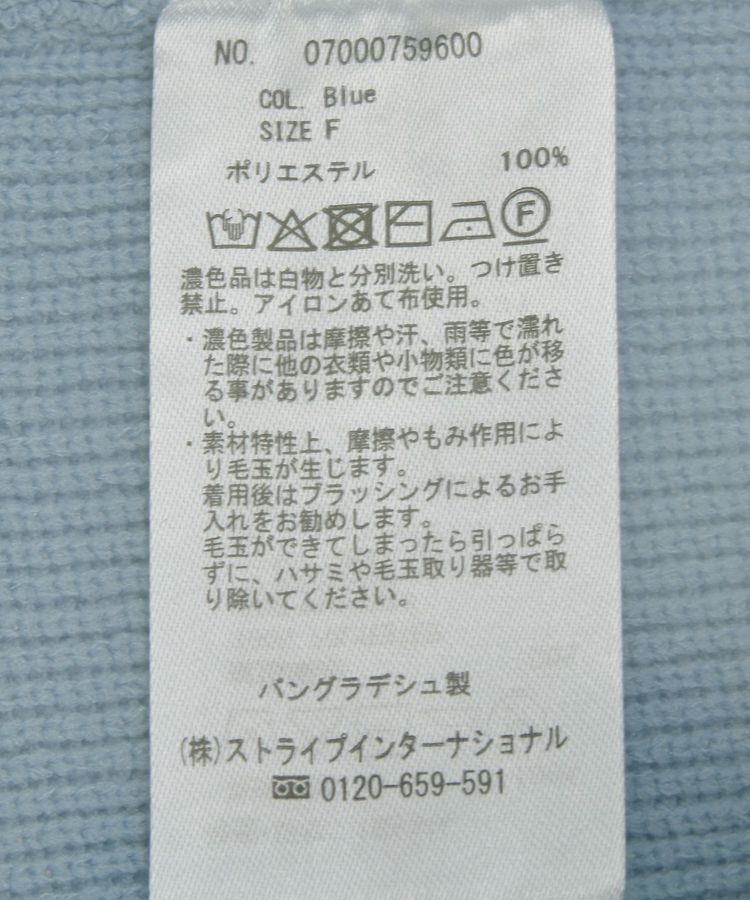 NO. 07000759600
COL. Blue
SIZE F
ポリエステル 100%
F
濃色品は白物と分別洗い。つけ置き
禁止。アイロンあて布使用。
・濃色製品は摩擦や汗、雨等で濡れ
た際に他の衣類や小物類に色が移
る事がありますのでご注意くださ
い。
・素材特性上、摩擦やもみ作用によ
り毛玉が生じます。
着用後はブラッシングによるお手
入れをお勧めします。
毛玉ができてしまったら引っぱら
ずに、ハサミや毛玉取り器等で取
り除いてください。
バングラデシュ製
(株)ストライプインターナショナル
0120-659-591